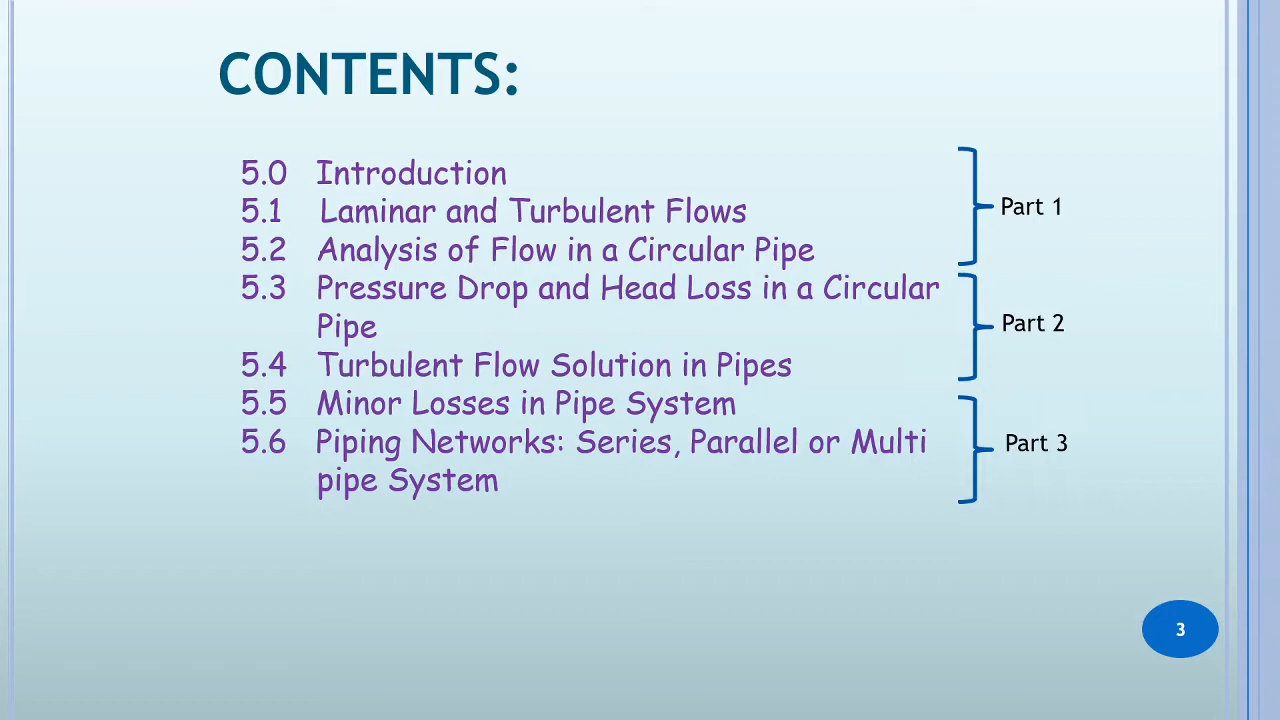 CONTENTS:
5.0 Introduction
5.1 Laminar and Turbulent Flows
5.2 Analysis of Flow in a Circular Pipe
5.3 Pressure Drop and Head Loss in a Circular
Pipe
5.4 Turbulent Flow Solution in Pipes
5.5 Minor Losses in Pipe System
5.6 Piping Networks: Series, Parallel or Multi
pipe System
Part 1
Part 2
Part 3
3